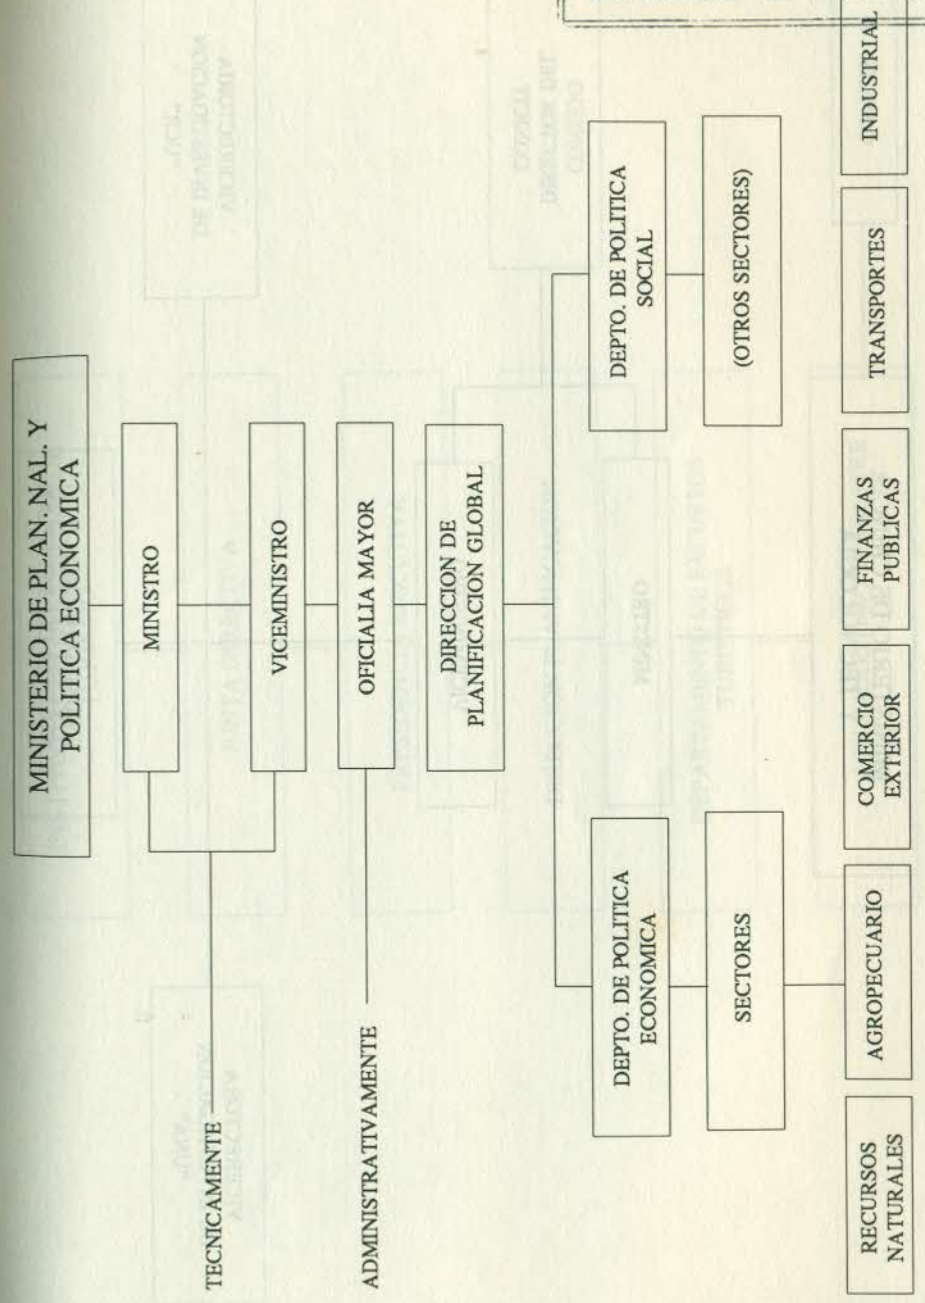 MINISTERIO DE PLAN. NAL. Y
POLITICA ECONOMICA
MINISTRO
TECNICAMENTE
VICEMINISTRO
ADMINISTRATIVAMENTE
OFICIALIA MAYOR
DIRECCION DE
PLANIFICACION GLOBAL
DEPTO. DE POLITICA
ECONOMICA
DEPTO. DE POLITICA
SOCIAL
SECTORES
(OTROS SECTORES)
RECURSOS
NATURALES
AGROPECUARIO
COMERCIO
EXTERIOR
FINANZAS
PUBLICAS
TRANSPORTES
INDUSTRIAL